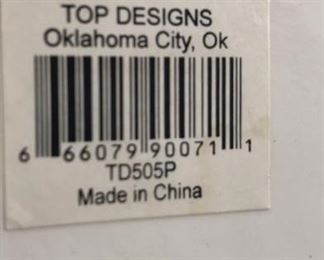 TOP DESIGNS
Oklahoma City, Ok
6 66079 90071 1
TD505P
Made in China